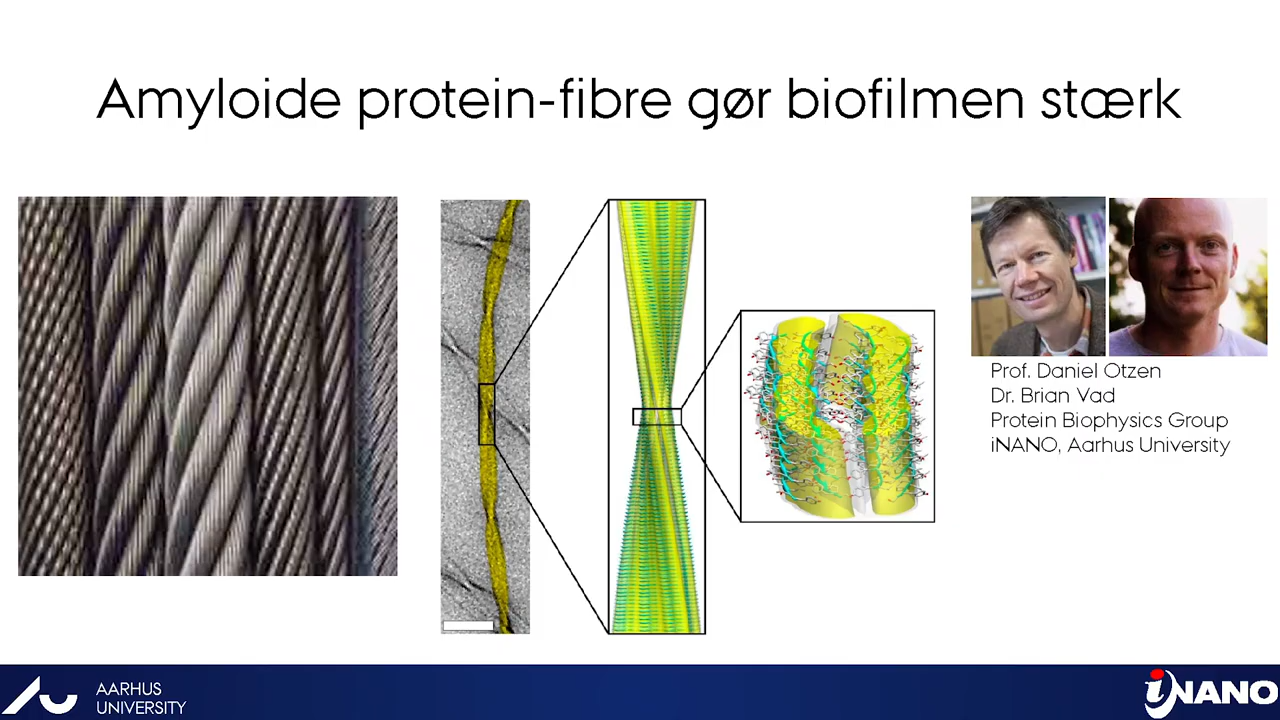 Amyloide protein-fibre gør biofilmen stærk
Prof. Daniel Otzen
Dr. Brian Vad
Protein Biophysics Group
iNANO, Aarhus University
AARHUS
UNIVERSITY
iNANO